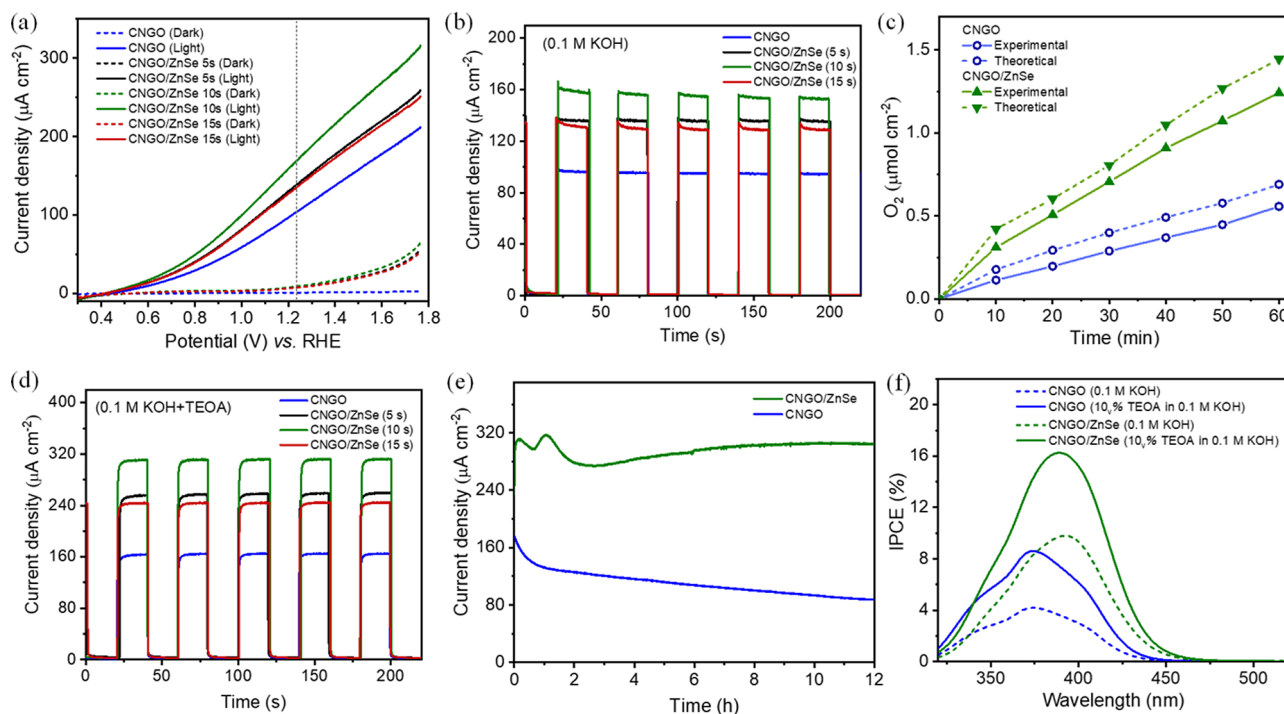 (a)
CNGO (Dark)
CNGO (Light)
CNGO/ZnSe 5s (Dark)
CNGO/ZnSe 5s (Light)
CNGO/ZnSe 10s (Dark)
CNGO/ZnSe 10s (Light)
CNGO/ZnSe 15s (Dark)
CNGO/ZnSe 15s (Light)
Current density (μA cm⁻²)
300
200
100
0
0.4 0.6 0.8 1.0 1.2 1.4 1.6 1.8
Potential (V) vs. RHE
(b)
(0.1 M KOH)
CNGO
CNGO/ZnSe (5 s)
CNGO/ZnSe (10 s)
CNGO/ZnSe (15 s)
Current density (μA cm⁻²)
200
160
120
80
40
0
0 50 100 150 200
Time (s)
(c)
CNGO
Experimental
Theoretical
CNGO/ZnSe
Experimental
Theoretical
O₂ (μmol cm⁻²)
1.5
1.0
0.5
0.0
0 10 20 30 40 50 60
Time (min)
(d)
(0.1 M KOH+TEOA)
CNGO
CNGO/ZnSe (5 s)
CNGO/ZnSe (10 s)
CNGO/ZnSe (15 s)
Current density (μA cm⁻²)
400
320
240
160
80
0
0 50 100 150 200
Time (s)
(e)
CNGO/ZnSe
CNGO
Current density (μA cm⁻²)
400
320
240
160
80
0
0 2 4 6 8 10 12
Time (h)
(f)
CNGO (0.1 M KOH)
CNGO (10ᵥ% TEOA in 0.1 M KOH)
CNGO/ZnSe (0.1 M KOH)
CNGO/ZnSe (10ᵥ% TEOA in 0.1 M KOH)
IPCE (%)
20
16
12
8
4
0
350 400 450 500
Wavelength (nm)